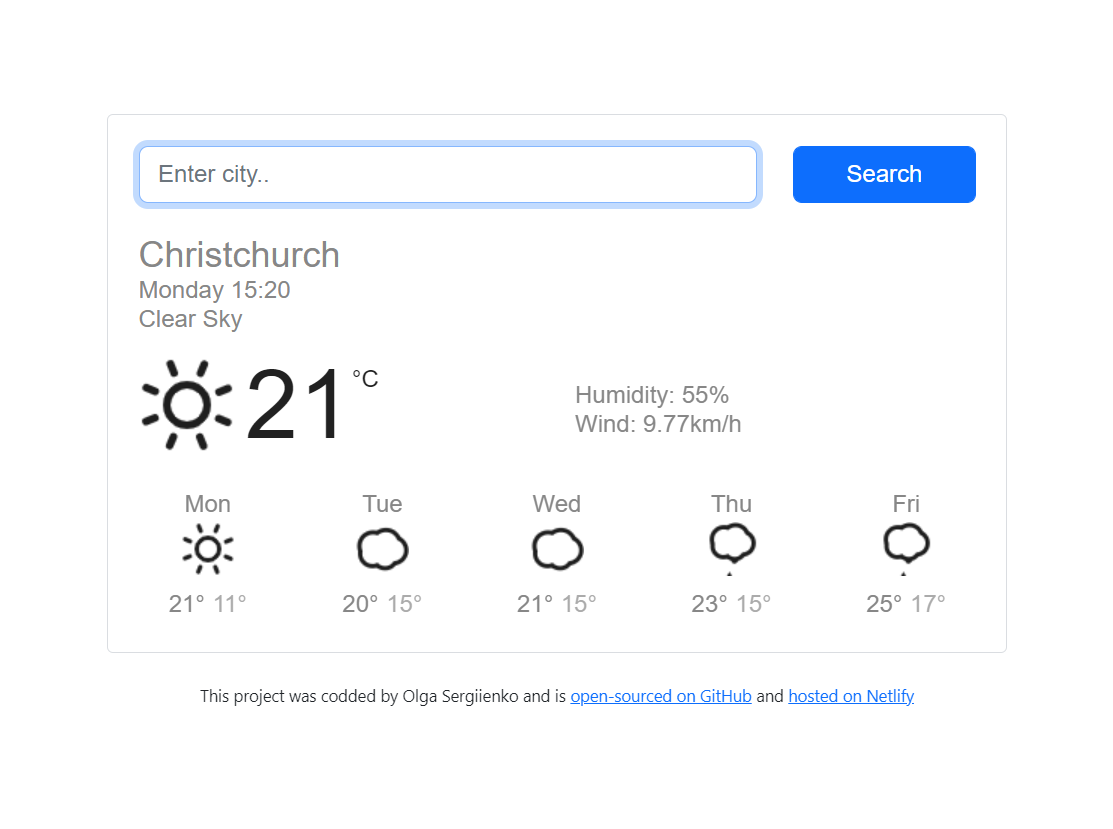 Enter city..
Search
Christchurch
Monday 15:20
Clear Sky
21 °C
Humidity: 55%
Wind: 9.77km/h
Mon Tue Wed Thu Fri
21° 11° 20° 15° 21° 15° 23° 15° 25° 17°
This project was codded by Olga Sergiienko and is open-sourced on GitHub and hosted on Netlify